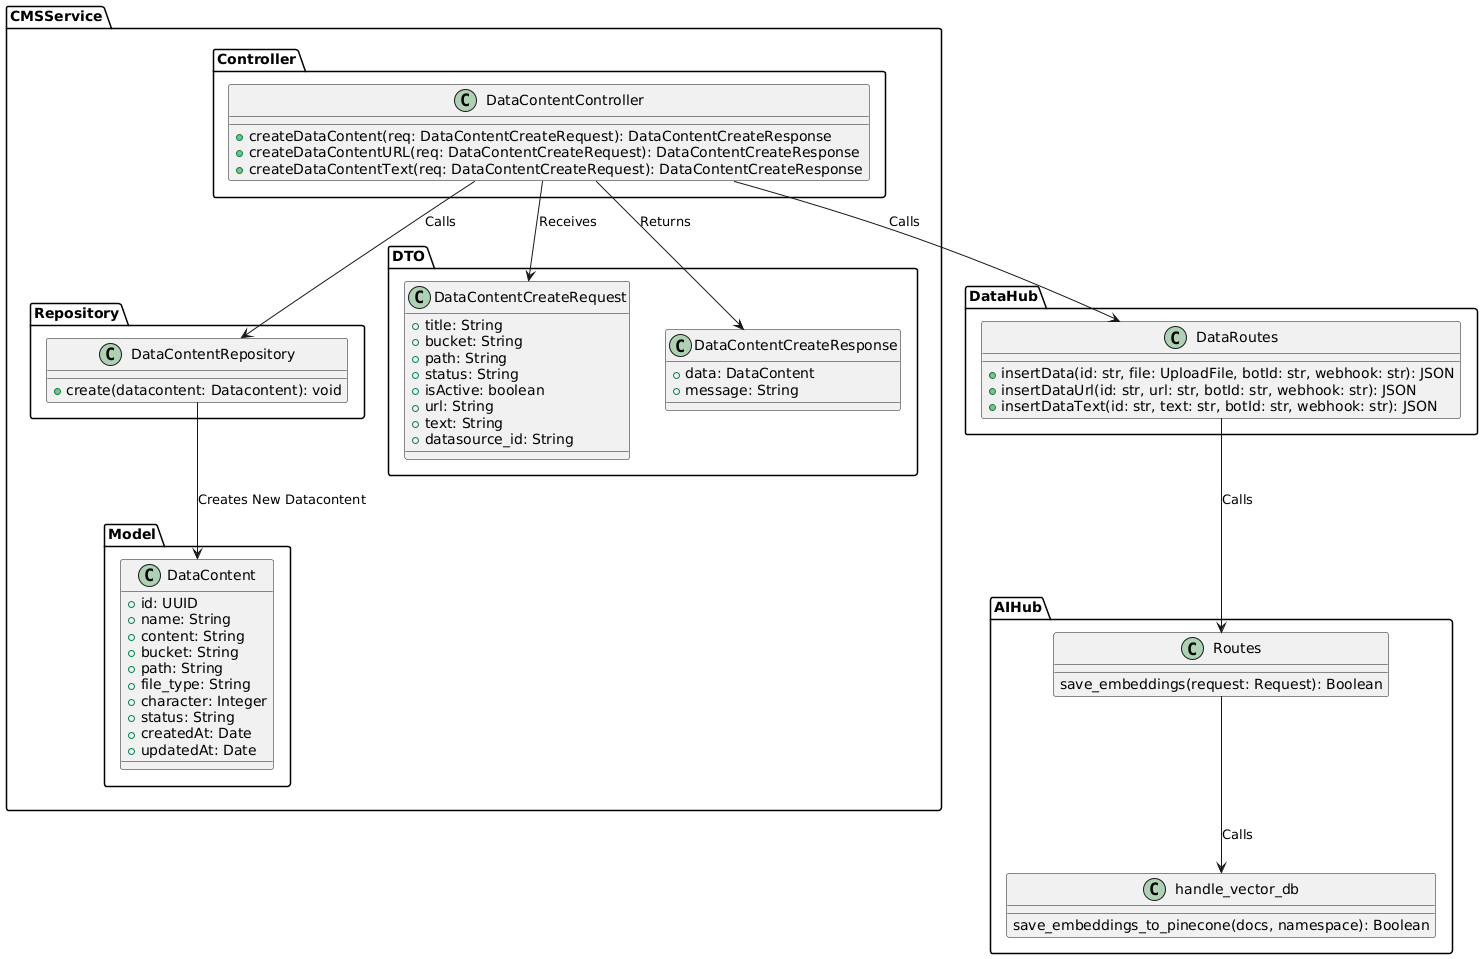 CMSService
Controller
C DataContentController
createDataContent(req: DataContentCreateRequest): DataContentCreateResponse
createDataContentURL(req: DataContentCreateRequest): DataContentCreateResponse
createDataContentText(req: DataContentCreateRequest): DataContentCreateResponse
Calls
Receives
Returns
Calls
DTO
C DataContentCreateRequest
title: String
bucket: String
path: String
status: String
isActive: boolean
url: String
text: String
datasource_id: String
C DataContentCreateResponse
data: DataContent
message: String
Repository
C DataContentRepository
create(datacontent: Datacontent): void
Creates New Datacontent
Model
C DataContent
id: UUID
name: String
content: String
bucket: String
path: String
file_type: String
character: Integer
status: String
createdAt: Date
updatedAt: Date
DataHub
C DataRoutes
insertData(id: str, file: UploadFile, botId: str, webhook: str): JSON
insertDataUrl(id: str, url: str, botId: str, webhook: str): JSON
insertDataText(id: str, text: str, botId: str, webhook: str): JSON
Calls
AIHub
C Routes
save_embeddings(request: Request): Boolean
Calls
C handle_vector_db
save_embeddings_to_pinecone(docs, namespace): Boolean